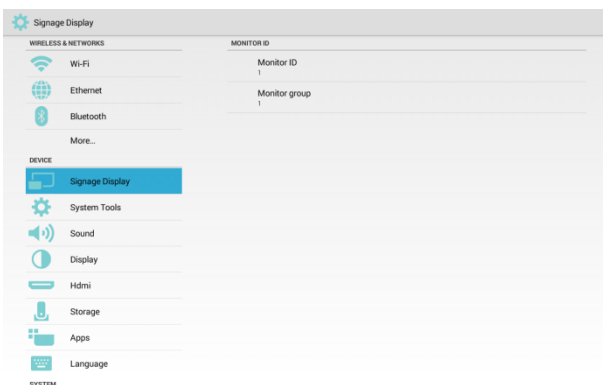 Signage Display
WIRELESS & NETWORKS
Wi-Fi
Ethernet
Bluetooth
More...
DEVICE
Signage Display
System Tools
Sound
Display
Hdmi
Storage
Apps
Language
SYSTEM
MONITOR ID
Monitor ID
1
Monitor group
1